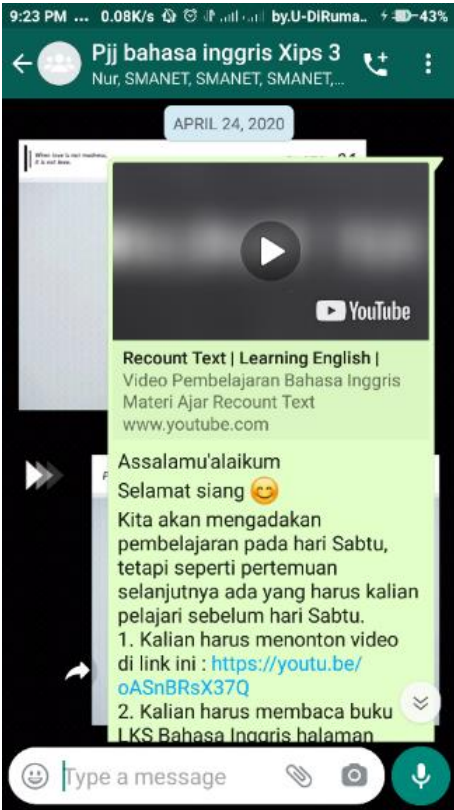 9:23 PM ... 0.08K/s by.U-DiRuma.. 43%
Pjj bahasa inggris Xips 3
Nur, SMANET, SMANET, SMANET,...
APRIL 24, 2020
When love is not madness,
it is not love.
YouTube
Recount Text | Learning English |
Video Pembelajaran Bahasa Inggris
Materi Ajar Recount Text
www.youtube.com
Assalamu'alaikum
Selamat siang 😊
Kita akan mengadakan
pembelajaran pada hari Sabtu,
tetapi seperti pertemuan
selanjutnya ada yang harus kalian
pelajari sebelum hari Sabtu.
1. Kalian harus menonton video
di link ini : https://youtu.be/
oASnBRsX37Q
2. Kalian harus membaca buku
LKS Bahasa Inggris halaman
Type a message